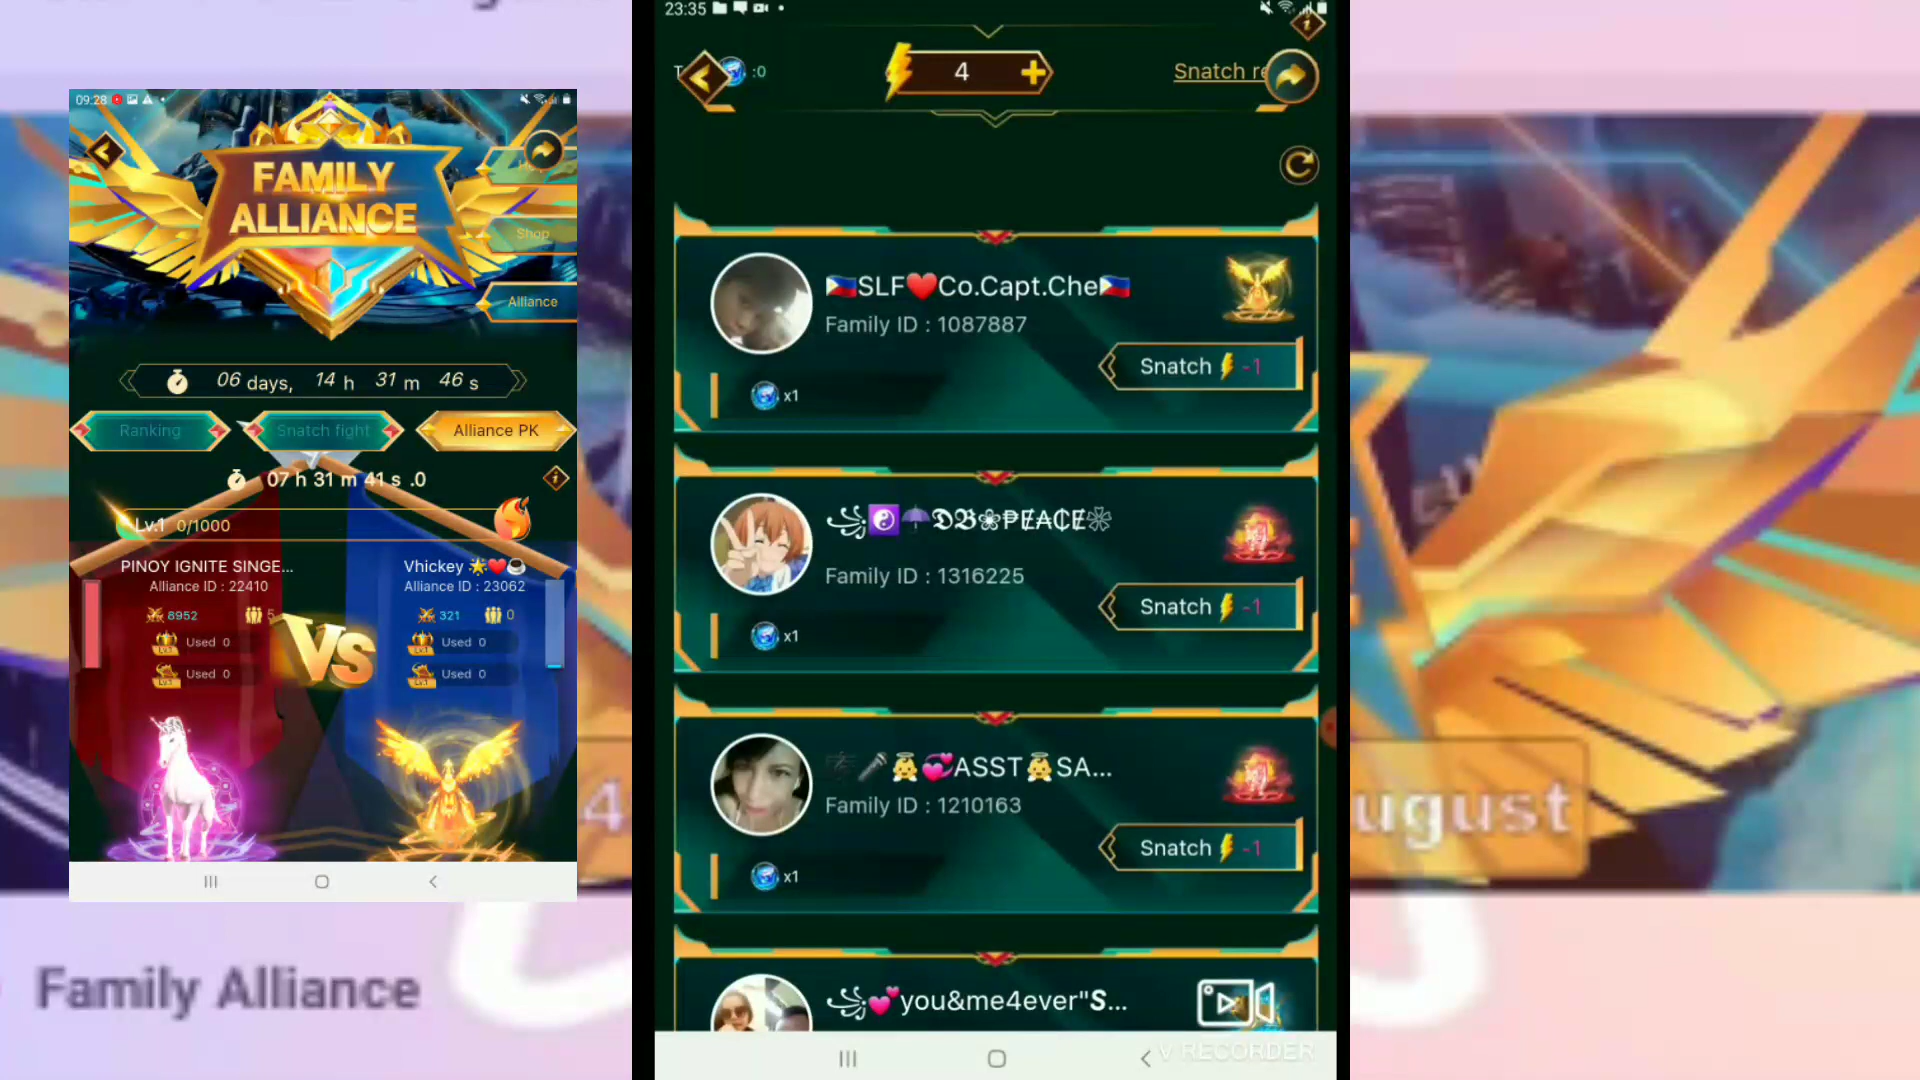 09:28
FAMILY
ALLIANCE
Shop
Alliance
06 days, 14 h 31 m 46 s
Ranking
Snatch fight
Alliance PK
07 h 31 m 41 s .0
Lv.1 0/1000
PINOY IGNITE SINGE...
Alliance ID : 22410
8952 5
Used 0
Used 0
VS
Vhickey 🌟❤️☕
Alliance ID : 23062
321 0
Used 0
Used 0
Family Alliance
23:35
:0
4
Snatch re
🇵🇭SLF❤️Co.Capt.Che🇵🇭
Family ID : 1087887
Snatch ⚡ -1
x1
꧁☯️☂𝕯𝕭❀₱ɆȺ₵Ɇ❊
Family ID : 1316225
Snatch ⚡ -1
x1
🎤👼💞ASST👼SA...
Family ID : 1210163
Snatch ⚡ -1
x1
💕you&me4ever"S...
V RECORDER
4
ugust